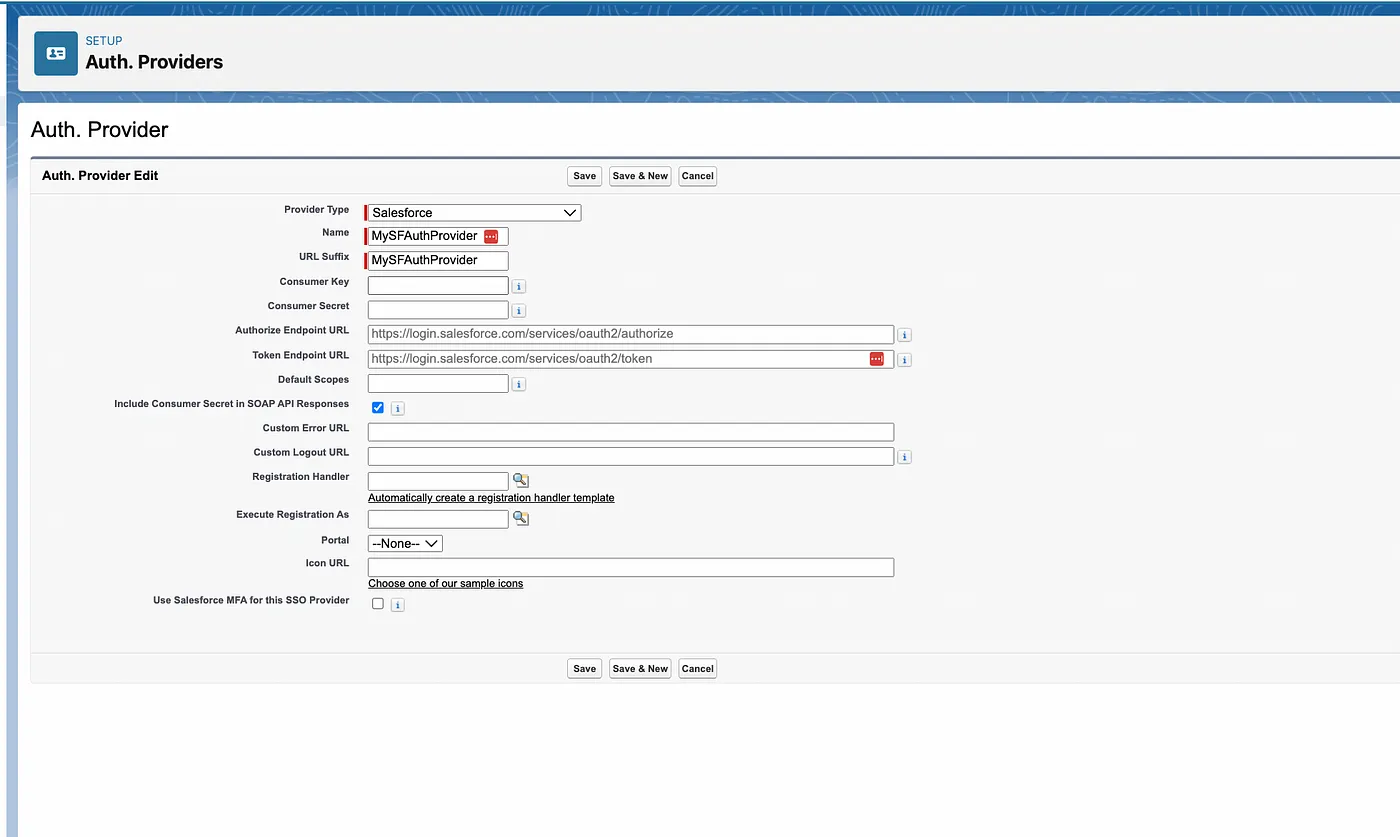 SETUP
Auth. Providers
Auth. Provider
Auth. Provider Edit Save Save & New Cancel
Provider Type Salesforce
Name MySFAuthProvider
URL Suffix MySFAuthProvider
Consumer Key i
Consumer Secret i
Authorize Endpoint URL https://login.salesforce.com/services/oauth2/authorize i
Token Endpoint URL https://login.salesforce.com/services/oauth2/token i
Default Scopes i
Include Consumer Secret in SOAP API Responses i
Custom Error URL
Custom Logout URL i
Registration Handler
Automatically create a registration handler template
Execute Registration As
Portal --None--
Icon URL
Choose one of our sample icons
Use Salesforce MFA for this SSO Provider i
Save Save & New Cancel